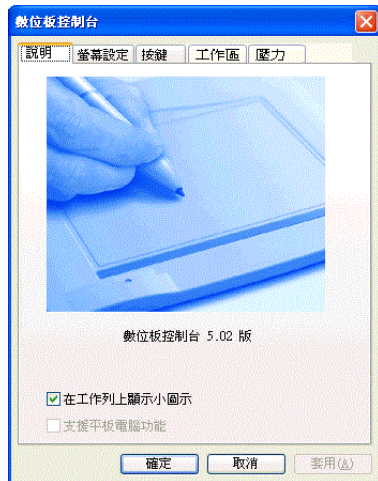 數位板控制台
說明 螢幕設定 按鍵 工作區 壓力
數位板控制台 5.02 版
在工作列上顯示小圖示
支援平板電腦功能
確定 取消 套用(A)